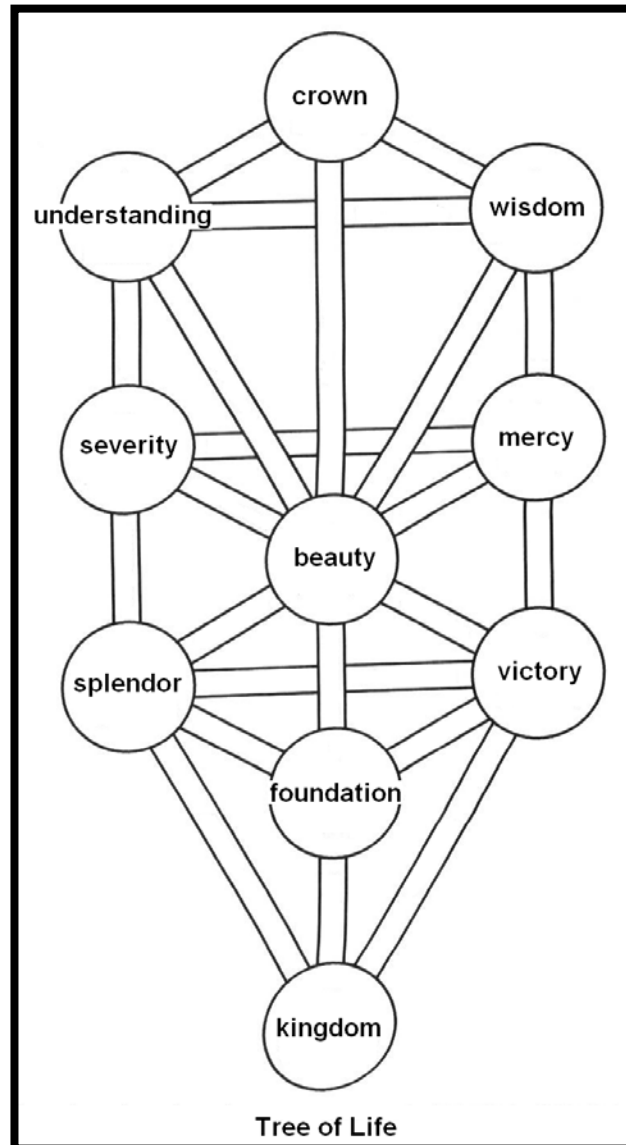 crown
understanding
wisdom
severity
mercy
beauty
splendor
victory
foundation
kingdom
Tree of Life